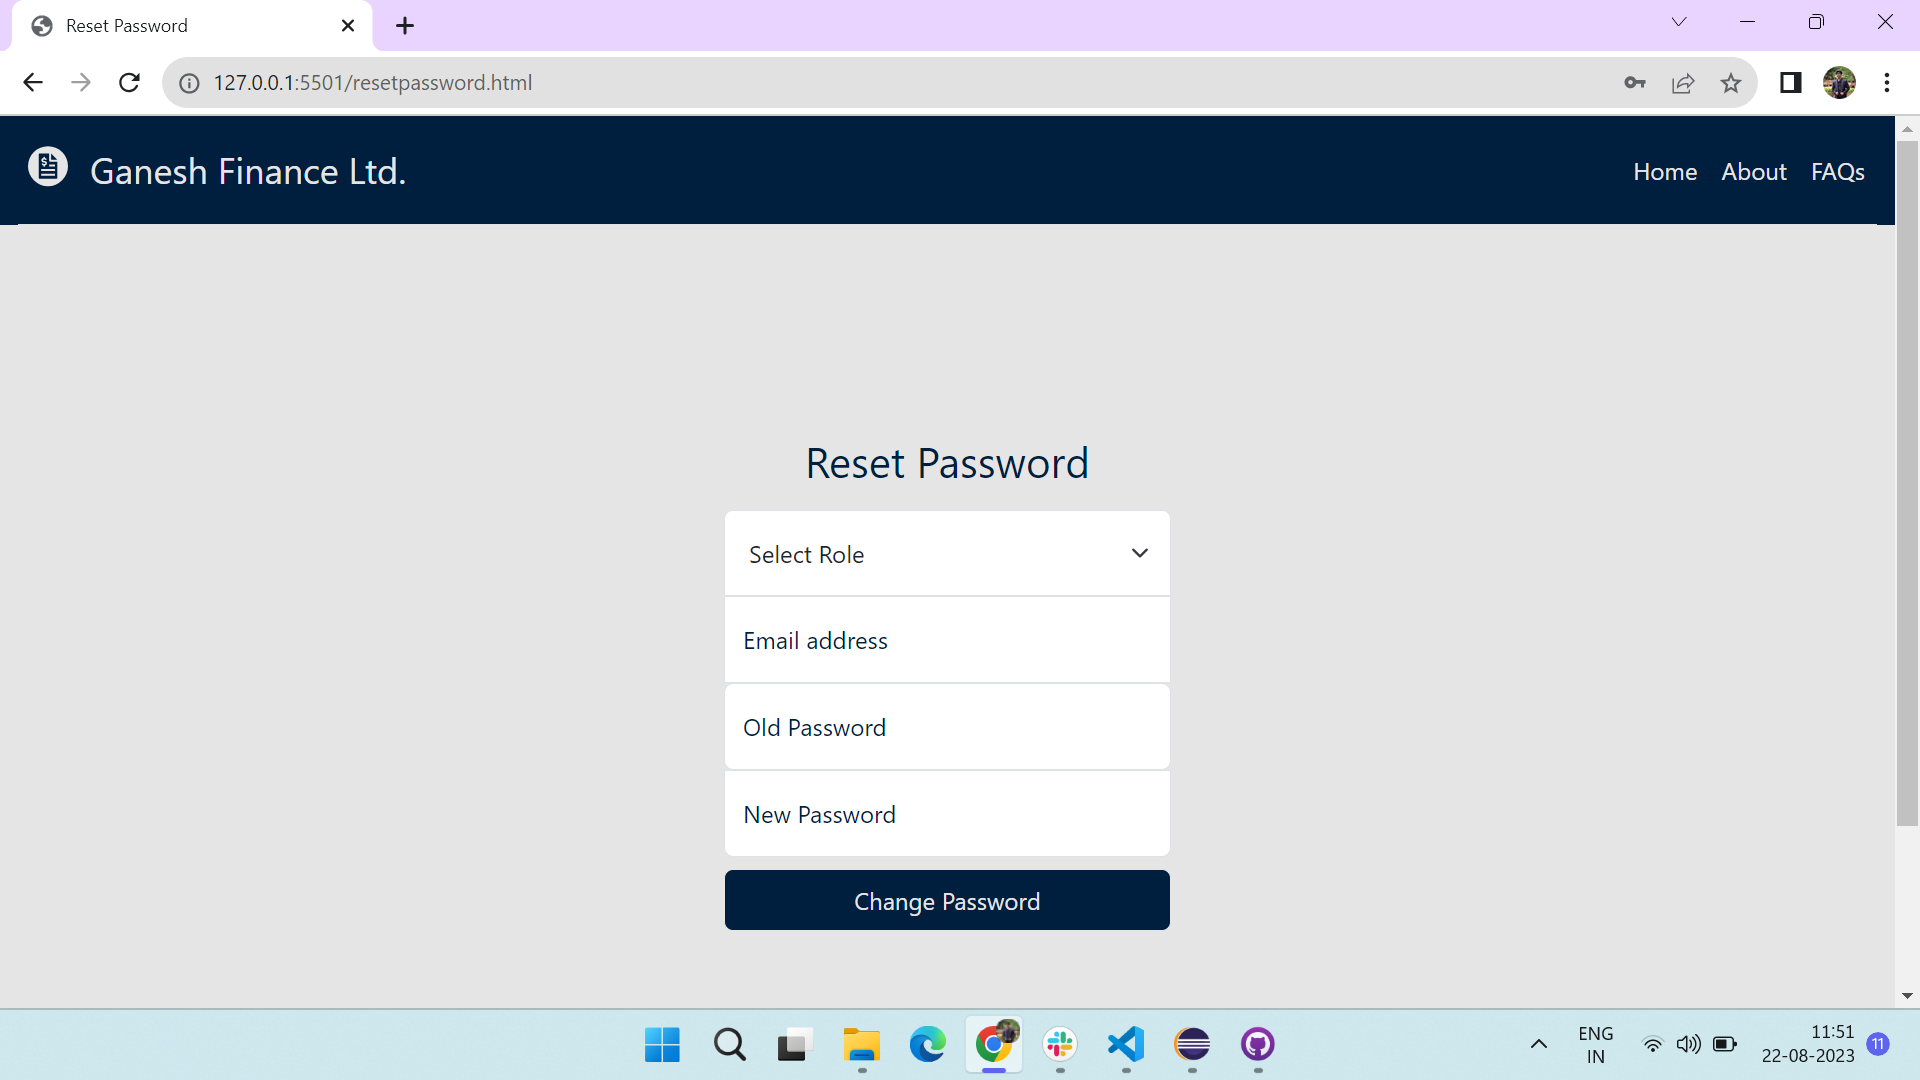 Reset Password
127.0.0.1:5501/resetpassword.html
Ganesh Finance Ltd.
Home About FAQs
Reset Password
Select Role
Email address
Old Password
New Password
Change Password
ENG
IN
11:51
22-08-2023
11